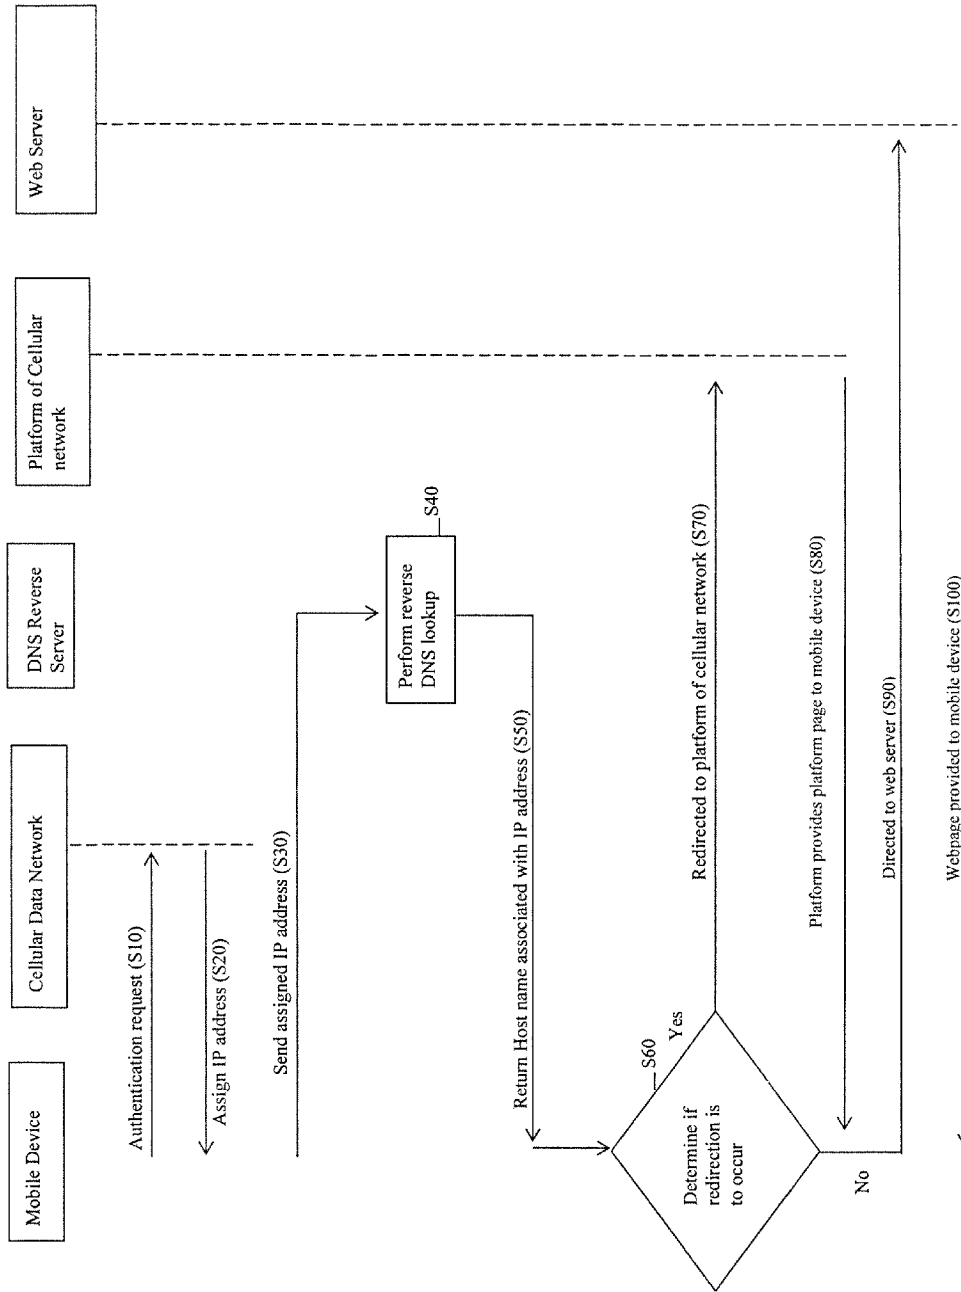 Mobile Device
Cellular Data Network
DNS Reverse
Server
Platform of Cellular
network
Web Server
Authentication request (S10)
Assign IP address (S20)
Send assigned IP address (S30)
Perform reverse
DNS lookup
S40
Return Host name associated with IP address (S50)
Determine if
redirection is
to occur
S60
Yes
Redirected to platform of cellular network (S70)
Platform provides platform page to mobile device (S80)
No
Directed to web server (S90)
Webpage provided to mobile device (S100)